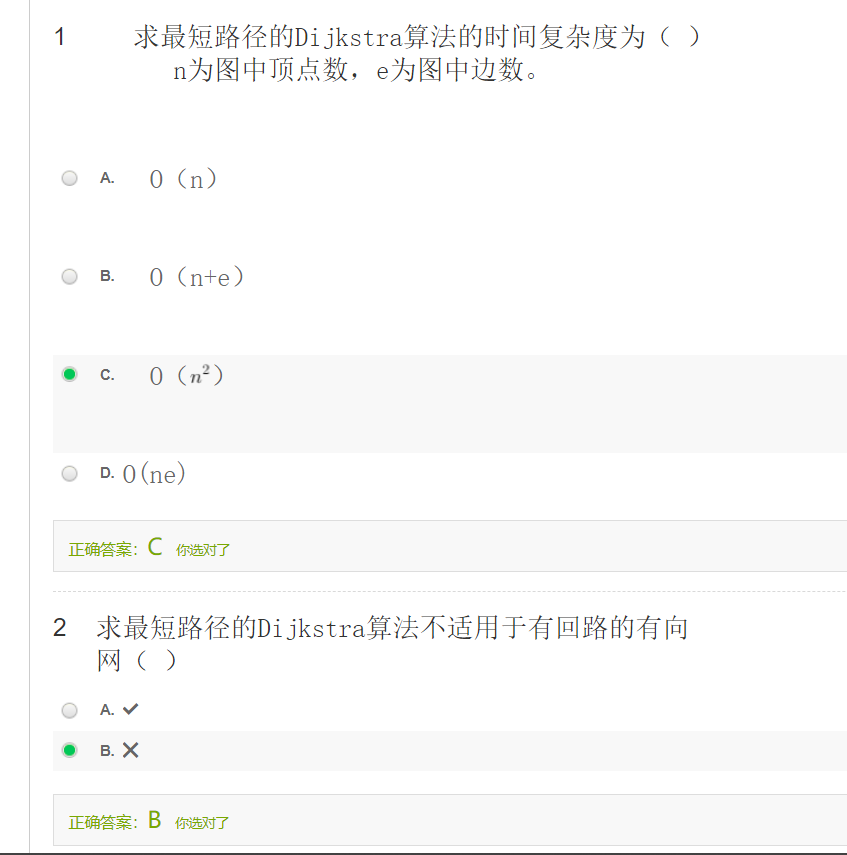 1 求最短路径的Dijkstra算法的时间复杂度为（ ）
n为图中顶点数，e为图中边数。
A. O（n）
B. O（n+e）
C. O（n²）
D. O(ne)
正确答案：C 你选对了
2 求最短路径的Dijkstra算法不适用于有回路的有向
网（ ）
A. ✓
B. ✕
正确答案：B 你选对了